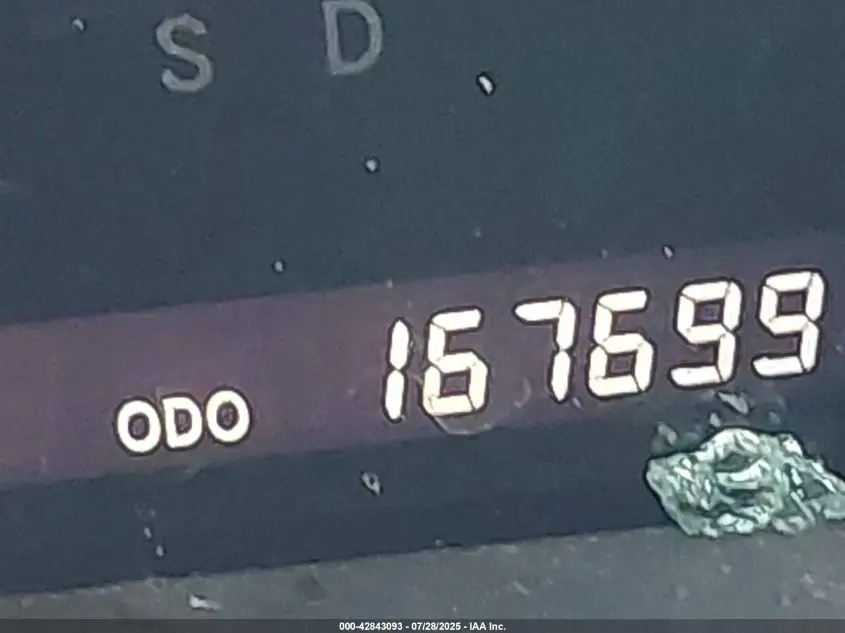 S D
ODO 167699
000-42843093 - 07/28/2025 - IAA Inc.